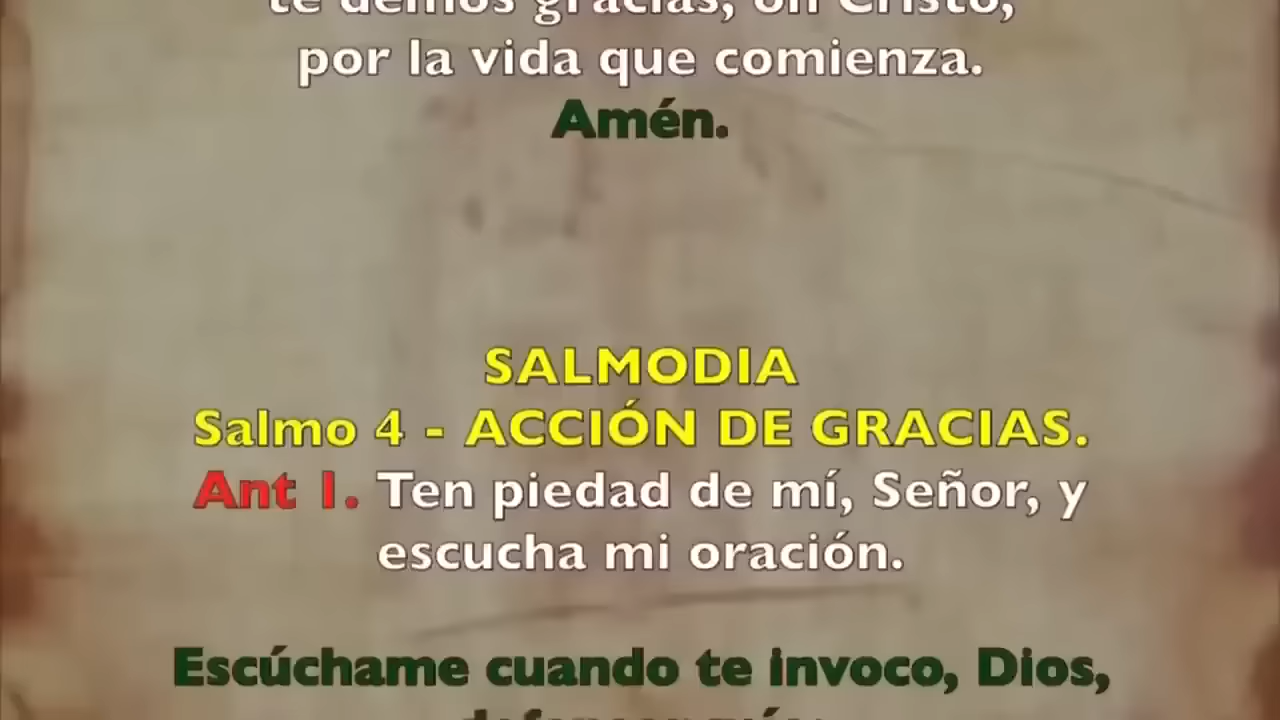 te demos gracias, oh Cristo,
por la vida que comienza.
Amén.
SALMODIA
Salmo 4 - ACCIÓN DE GRACIAS.
Ant 1. Ten piedad de mí, Señor, y
escucha mi oración.
Escúchame cuando te invoco, Dios,